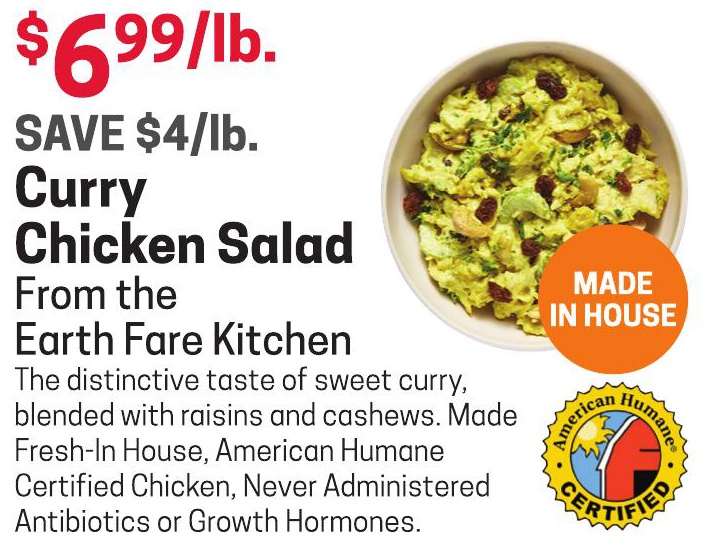 $6.99/lb.
SAVE $4/lb.
Curry
Chicken Salad
From the
Earth Fare Kitchen
The distinctive taste of sweet curry,
blended with raisins and cashews. Made
Fresh-In House, American Humane
Certified Chicken, Never Administered
Antibiotics or Growth Hormones.
MADE
IN HOUSE
American Humane®
CERTIFIED